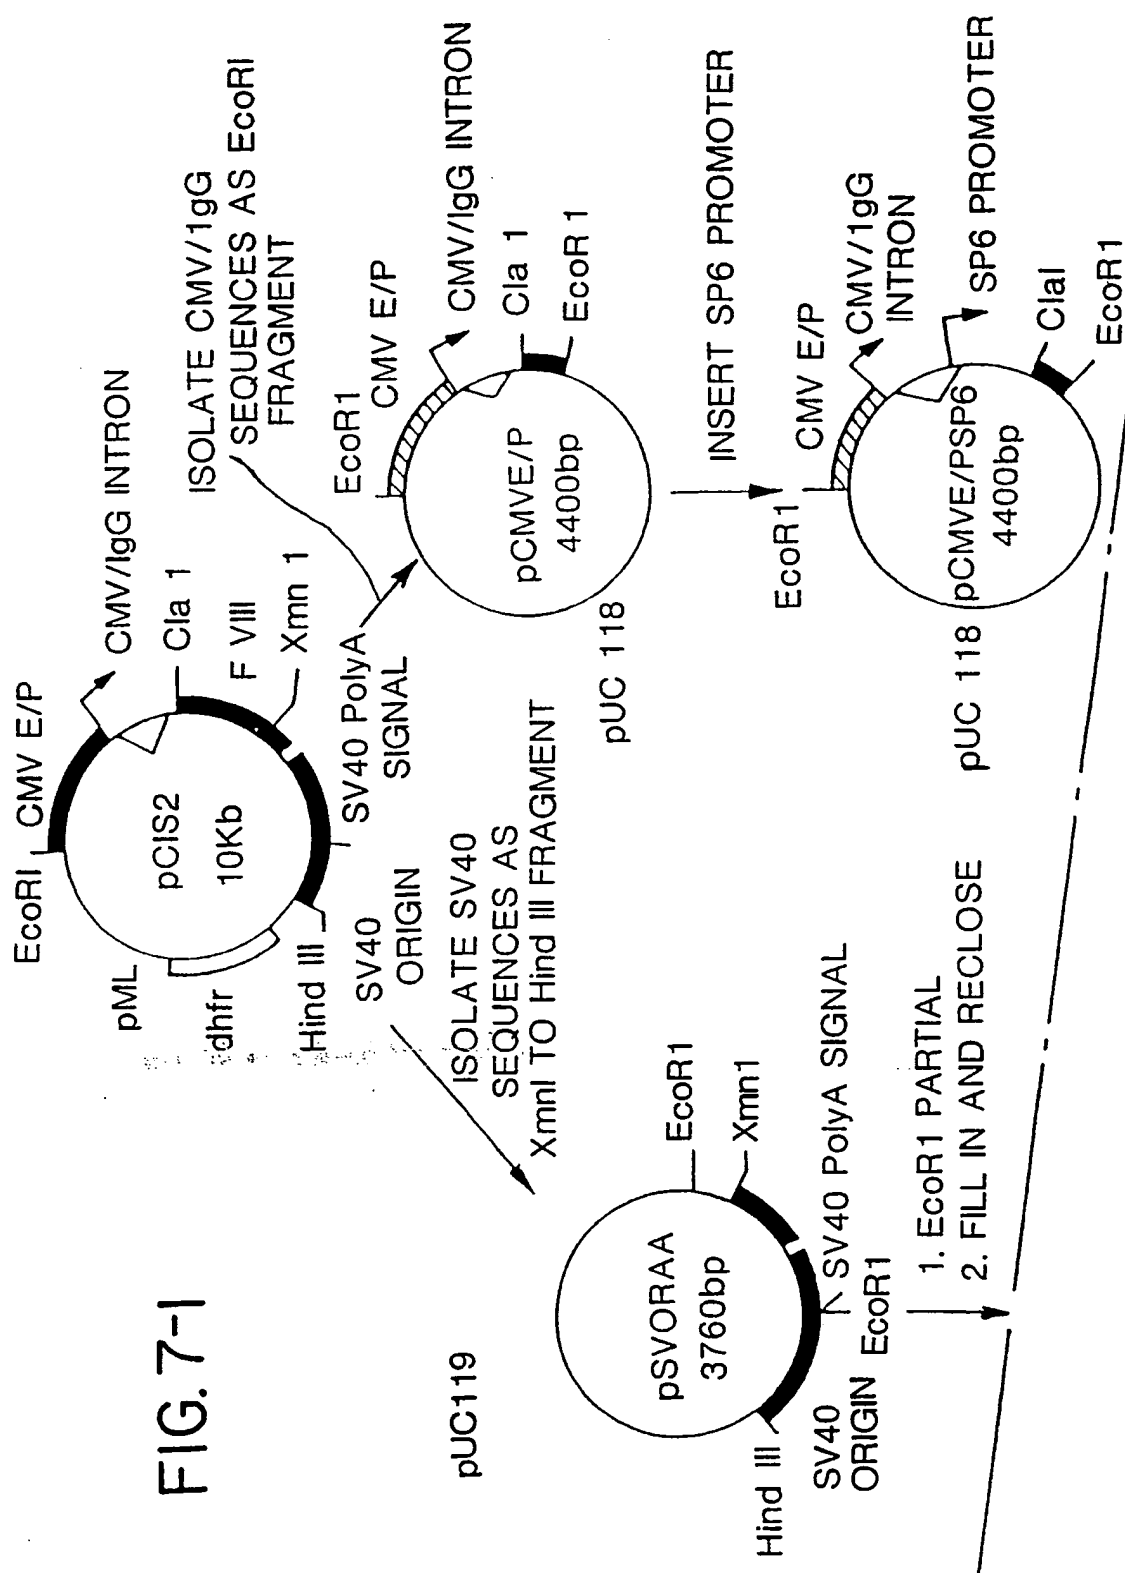 FIG. 7-1
EcoRI
CMV E/P
CMV/IgG INTRON
pML
pCIS2
10Kb
Cla 1
F VIII
Xmn 1
dhfr
Hind III
SV40
ORIGIN
SV40 PolyA
SIGNAL
ISOLATE CMV/1gG
SEQUENCES AS EcoRI
FRAGMENT
ISOLATE SV40
SEQUENCES AS
XmnI TO Hind III FRAGMENT
pUC119
pSVORAA
3760bp
EcoR1
Xmn1
SV40 PolyA SIGNAL
EcoR1
Hind III
SV40
ORIGIN
1. EcoR1 PARTIAL
2. FILL IN AND RECLOSE
EcoR1
CMV E/P
CMV/IgG INTRON
pCMVE/P
4400bp
Cla 1
EcoR1
pUC 118
INSERT SP6 PROMOTER
EcoR1
CMV E/P
CMV/1gG
INTRON
SP6 PROMOTER
pCMVE/PSP6
4400bp
ClaI
EcoR1
pUC 118